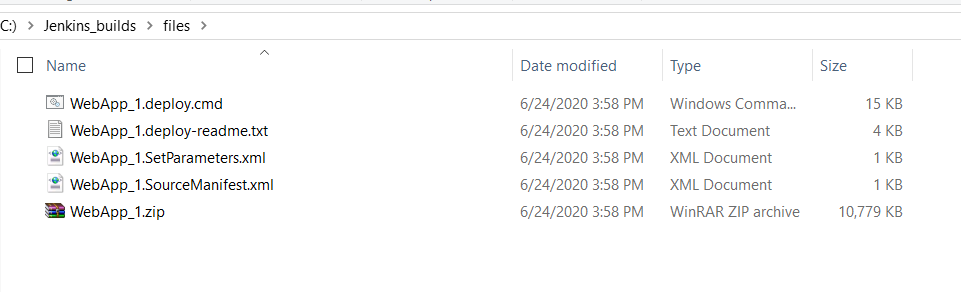 C:) > Jenkins_builds > files >
Name Date modified Type Size
WebApp_1.deploy.cmd 6/24/2020 3:58 PM Windows Comma... 15 KB
WebApp_1.deploy-readme.txt 6/24/2020 3:58 PM Text Document 4 KB
WebApp_1.SetParameters.xml 6/24/2020 3:58 PM XML Document 1 KB
WebApp_1.SourceManifest.xml 6/24/2020 3:58 PM XML Document 1 KB
WebApp_1.zip 6/24/2020 3:58 PM WinRAR ZIP archive 10,779 KB